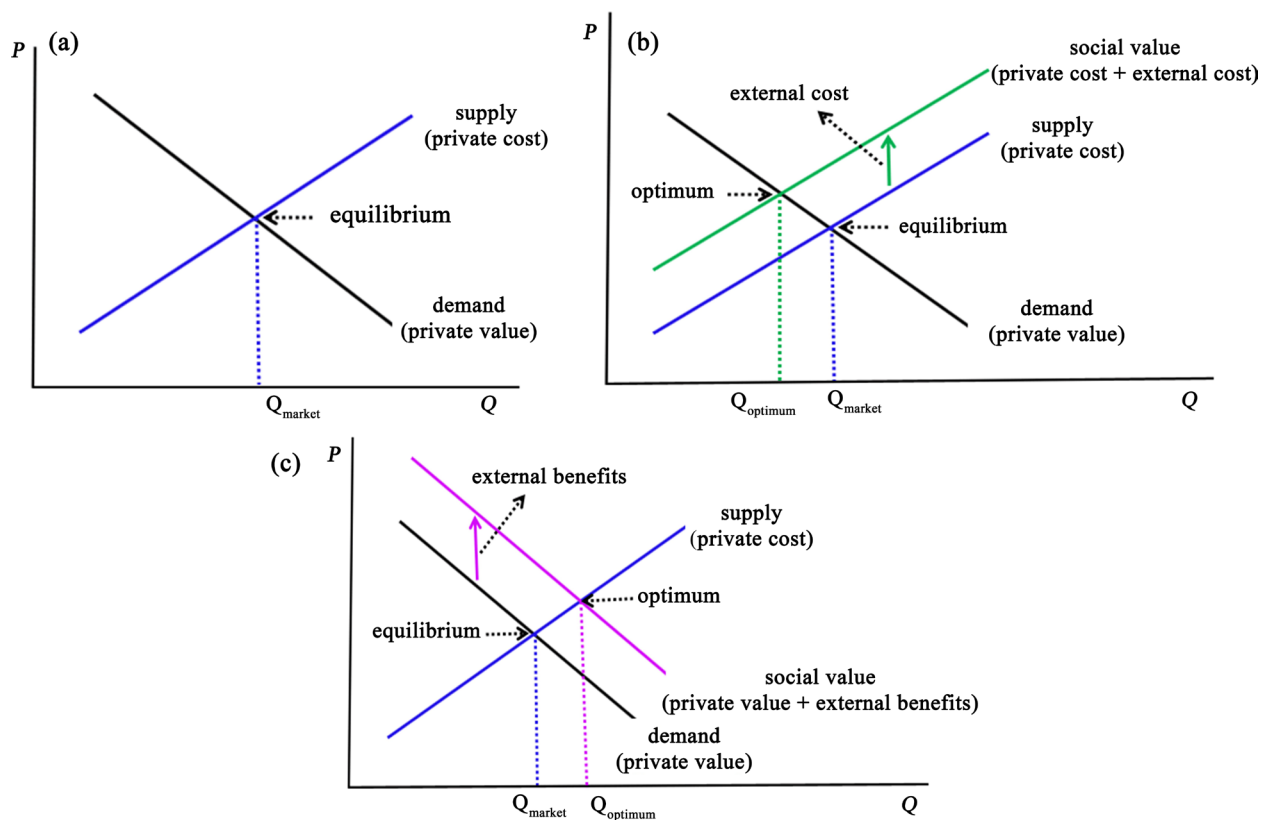 (a)
P
supply
(private cost)
equilibrium
demand
(private value)
Q
Qmarket
(b)
P
social value
(private cost + external cost)
external cost
supply
(private cost)
optimum
equilibrium
demand
(private value)
Qoptimum
Qmarket
Q
(c)
P
external benefits
supply
(private cost)
optimum
equilibrium
social value
(private value + external benefits)
demand
(private value)
Qmarket
Qoptimum
Q